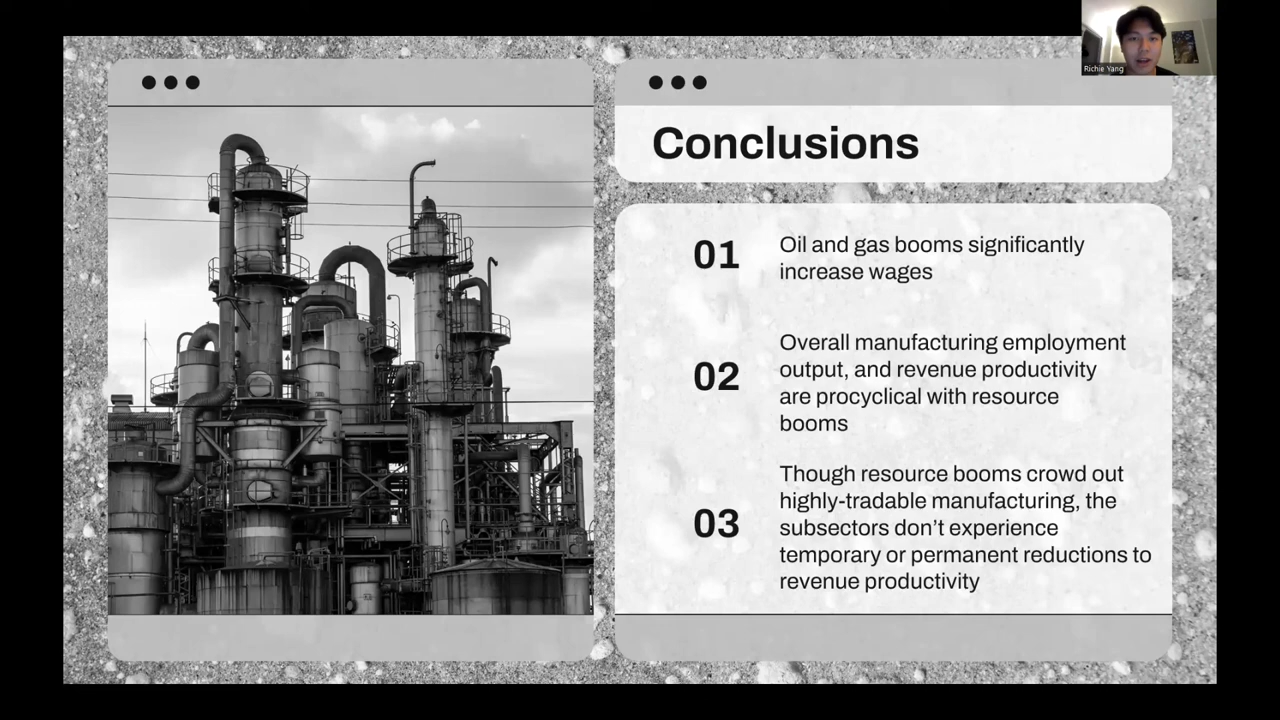 Richie Yang
Conclusions
01
Oil and gas booms significantly
increase wages
02
Overall manufacturing employment
output, and revenue productivity
are procyclical with resource
booms
03
Though resource booms crowd out
highly-tradable manufacturing, the
subsectors don’t experience
temporary or permanent reductions to
revenue productivity